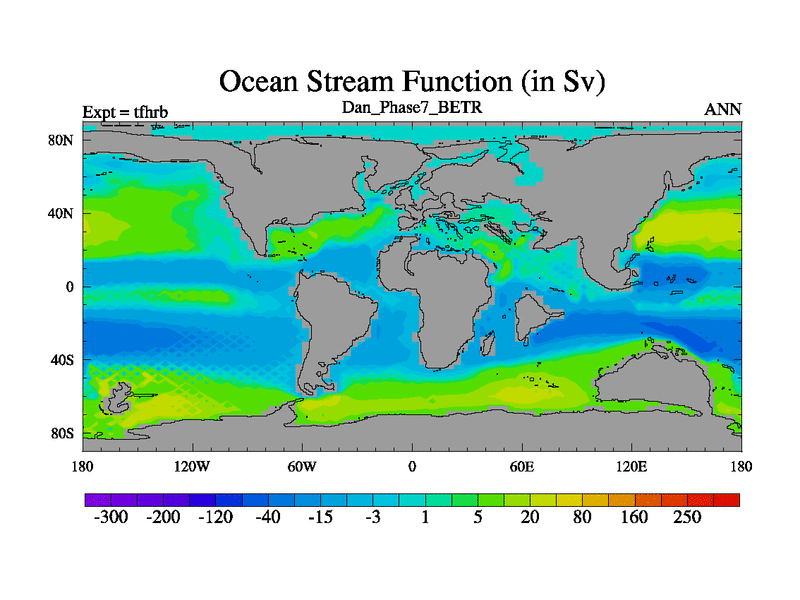 Ocean Stream Function (in Sv)
Expt = tfhrb Dan_Phase7_BETR ANN
80N
40N
0
40S
80S
180 120W 60W 0 60E 120E 180
-300 -200 -120 -40 -15 -3 1 5 20 80 160 250